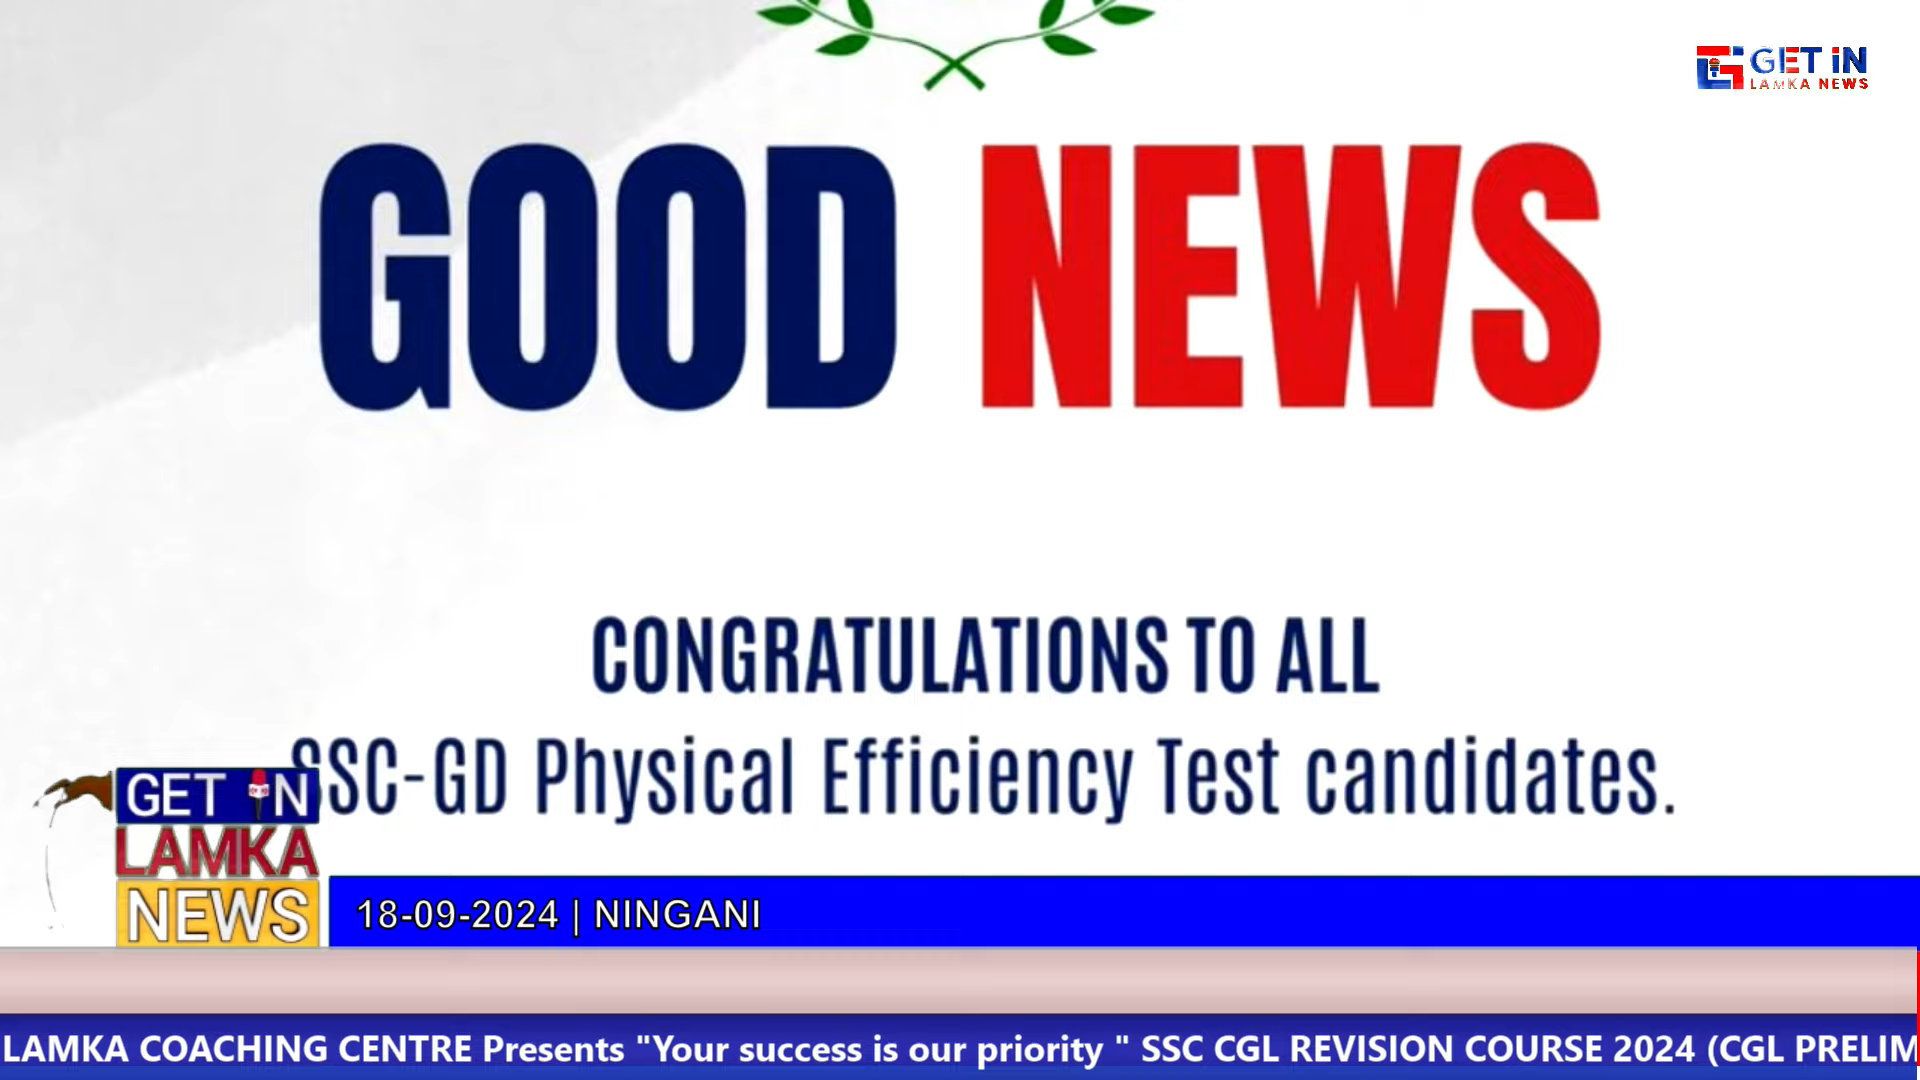 GET iN
LAMKA NEWS
GOOD NEWS
CONGRATULATIONS TO ALL
SSC-GD Physical Efficiency Test candidates.
GET IN
LAMKA
NEWS
18-09-2024 | NINGANI
LAMKA COACHING CENTRE Presents "Your success is our priority " SSC CGL REVISION COURSE 2024 (CGL PRELIM